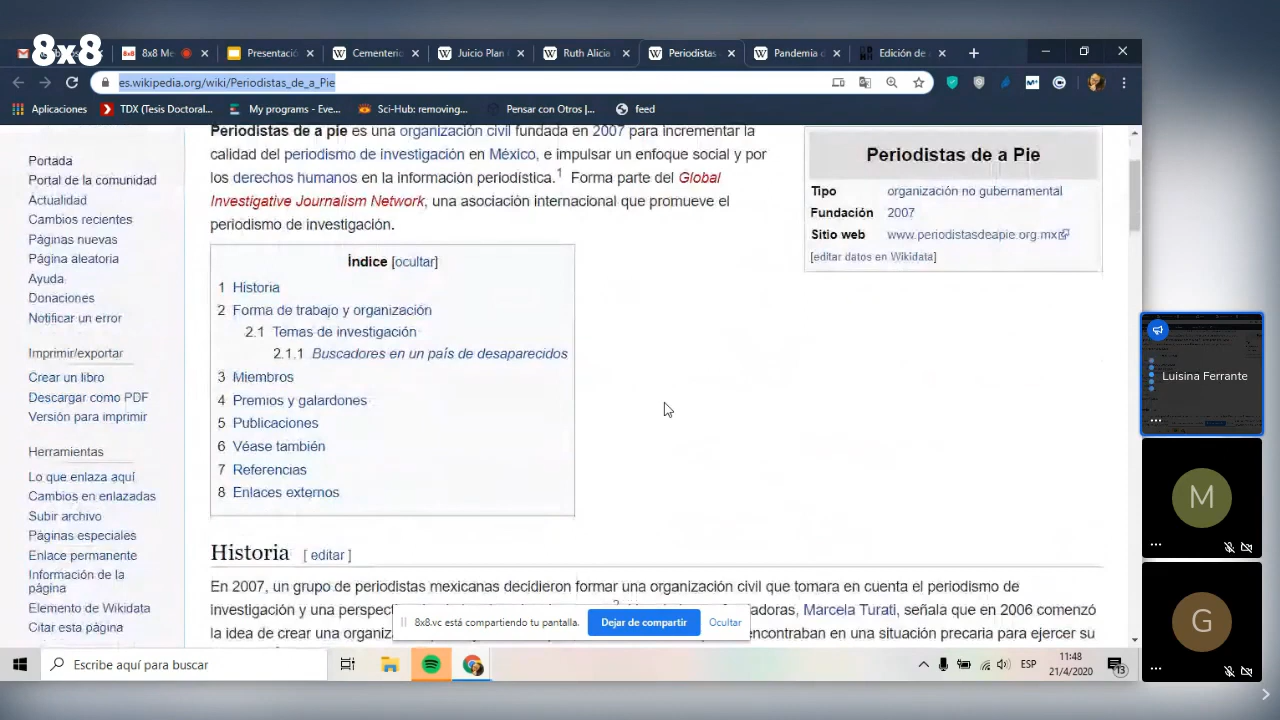 8x8
8x8 Me
Presentació
Cementerio
Juicio Plan
Ruth Alicia
Periodistas
Pandemia d
Edición de
es.wikipedia.org/wiki/Periodistas_de_a_Pie
Aplicaciones
TDX (Tesis Doctoral...
My programs - Eve...
Sci-Hub: removing...
Pensar con Otros |...
feed
Portada
Portal de la comunidad
Actualidad
Cambios recientes
Páginas nuevas
Página aleatoria
Ayuda
Donaciones
Notificar un error
Imprimir/exportar
Crear un libro
Descargar como PDF
Versión para imprimir
Herramientas
Lo que enlaza aquí
Cambios en enlazadas
Subir archivo
Páginas especiales
Enlace permanente
Información de la
página
Elemento de Wikidata
Citar esta página
Periodistas de a pie es una organización civil fundada en 2007 para incrementar la
calidad del periodismo de investigación en México, e impulsar un enfoque social y por
los derechos humanos en la información periodística.1 Forma parte del Global
Investigative Journalism Network, una asociación internacional que promueve el
periodismo de investigación.
Índice [ocultar]
1 Historia
2 Forma de trabajo y organización
2.1 Temas de investigación
2.1.1 Buscadores en un país de desaparecidos
3 Miembros
4 Premios y galardones
5 Publicaciones
6 Véase también
7 Referencias
8 Enlaces externos
Periodistas de a Pie
Tipo organización no gubernamental
Fundación 2007
Sitio web www.periodistasdeapie.org.mx
[editar datos en Wikidata]
Historia [ editar ]
En 2007, un grupo de periodistas mexicanas decidieron formar una organización civil que tomara en cuenta el periodismo de
investigación y una perspect adoras, Marcela Turati, señala que en 2006 comenzó
la idea de crear una organiz encontraban en una situación precaria para ejercer su
8x8.vc está compartiendo tu pantalla.
Dejar de compartir
Ocultar
Luisina Ferrante
M
G
Escribe aquí para buscar
ESP
11:48
21/4/2020
13